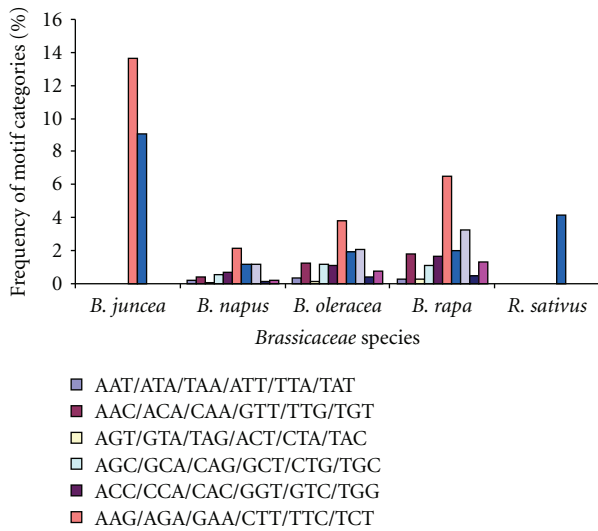 Frequency of motif categories (%)
16
14
12
10
8
6
4
2
0
B. juncea B. napus B. oleracea B. rapa R. sativus
Brassicaceae species
AAT/ATA/TAA/ATT/TTA/TAT
AAC/ACA/CAA/GTT/TTG/TGT
AGT/GTA/TAG/ACT/CTA/TAC
AGC/GCA/CAG/GCT/CTG/TGC
ACC/CCA/CAC/GGT/GTC/TGG
AAG/AGA/GAA/CTT/TTC/TCT